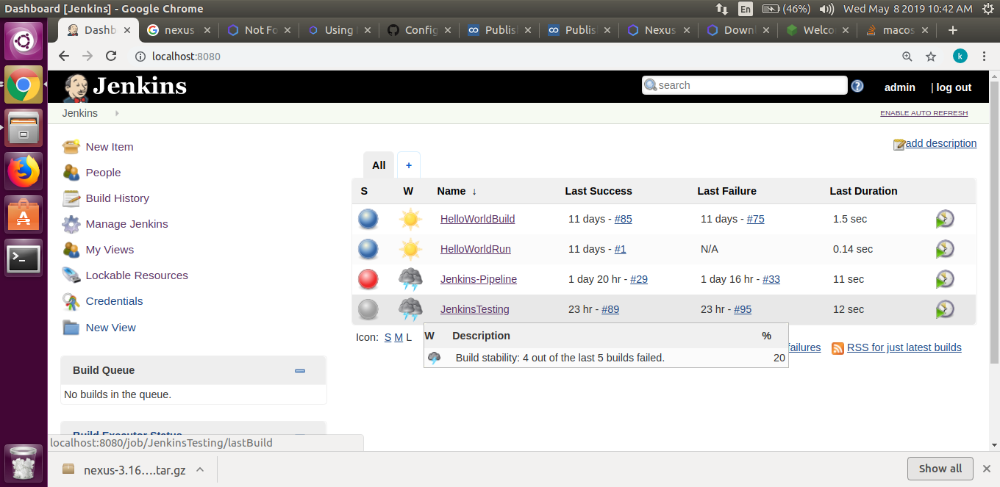 Dashboard [Jenkins] - Google Chrome
En (46%) Wed May 8 2019 10:42 AM
Dashb
nexus
Not Fo
Using
Config
Publis
Publis
Nexus
Down
Welco
macos
localhost:8080
k
Jenkins
search
admin
| log out
Jenkins
ENABLE AUTO REFRESH
New Item
People
Build History
Manage Jenkins
My Views
Lockable Resources
Credentials
New View
Build Queue
No builds in the queue.
Build Executor Status
add description
All +
S W Name ↓ Last Success Last Failure Last Duration
HelloWorldBuild 11 days - #85 11 days - #75 1.5 sec
HelloWorldRun 11 days - #1 N/A 0.14 sec
Jenkins-Pipeline 1 day 20 hr - #29 1 day 16 hr - #33 11 sec
JenkinsTesting 23 hr - #89 23 hr - #95 12 sec
Icon: S M L
W Description %
Build stability: 4 out of the last 5 builds failed. 20
failures RSS for just latest builds
localhost:8080/job/JenkinsTesting/lastBuild
nexus-3.16....tar.gz
Show all